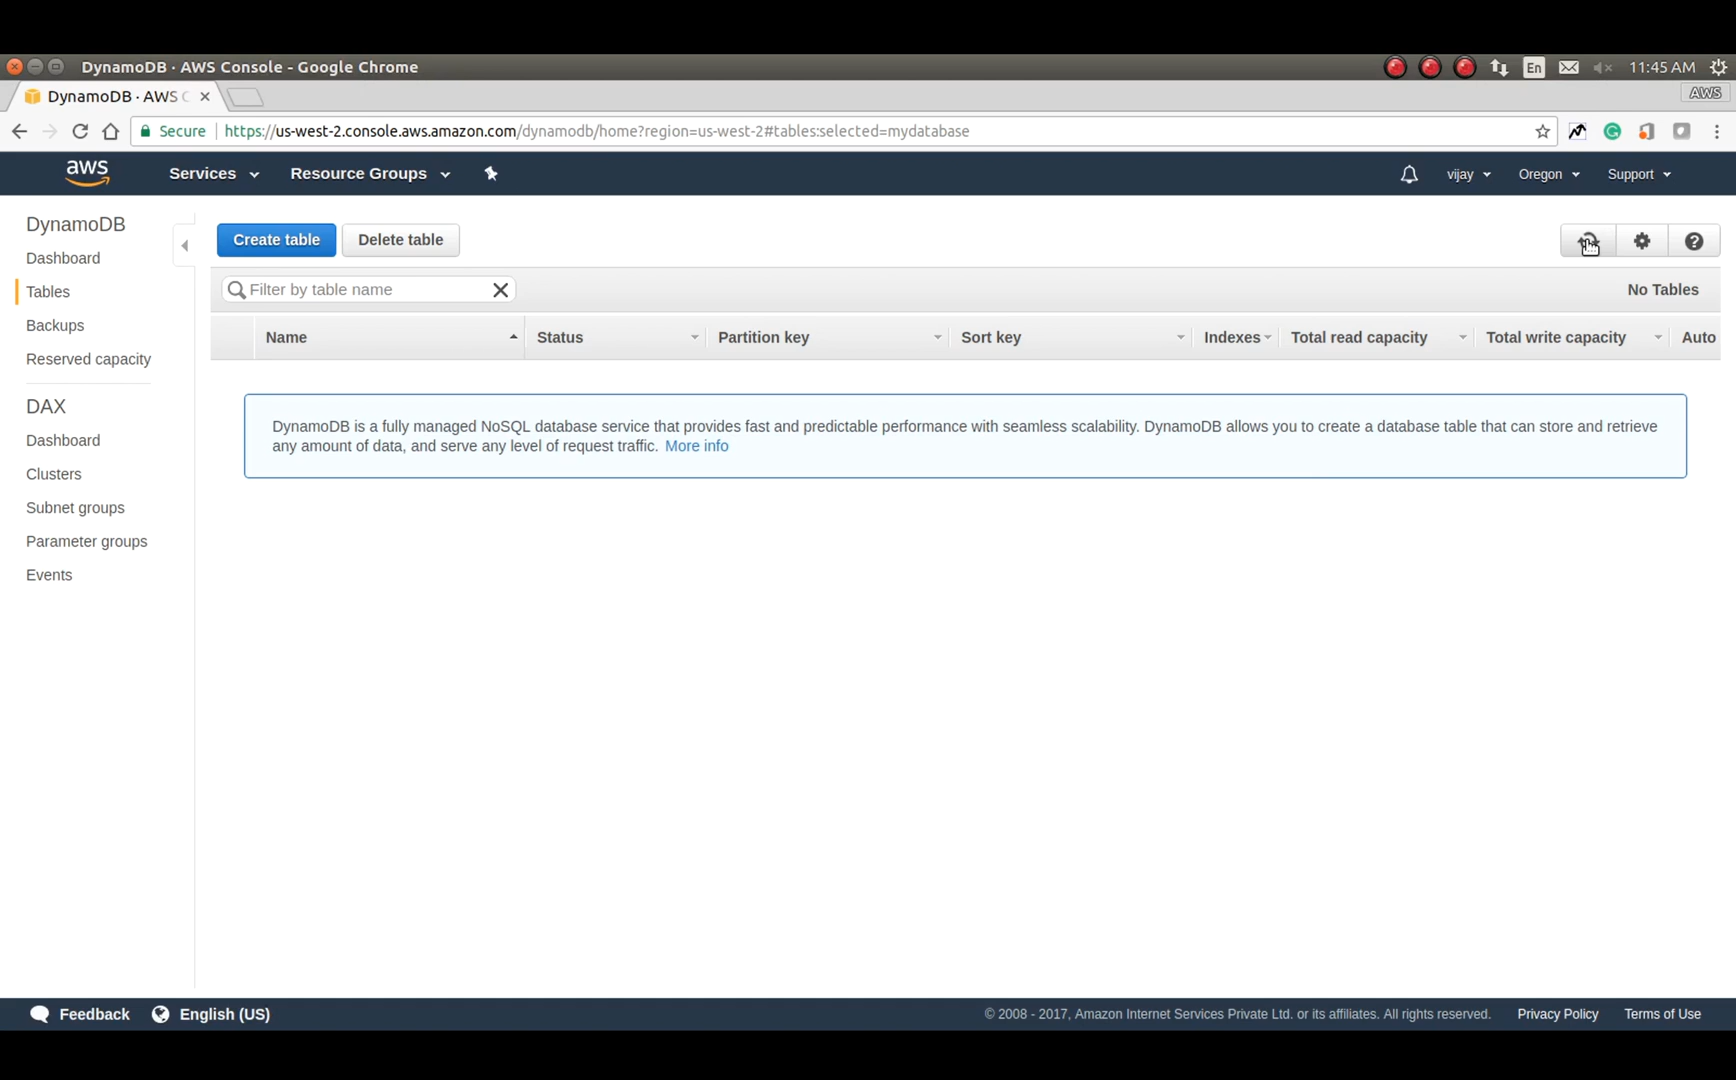 DynamoDB · AWS Console - Google Chrome
En
11:45 AM
DynamoDB · AWS C
AWS
Secure
https://us-west-2.console.aws.amazon.com/dynamodb/home?region=us-west-2#tables:selected=mydatabase
aws
Services
Resource Groups
vijay
Oregon
Support
DynamoDB
Dashboard
Tables
Backups
Reserved capacity
DAX
Dashboard
Clusters
Subnet groups
Parameter groups
Events
Create table
Delete table
Filter by table name
No Tables
Name
Status
Partition key
Sort key
Indexes
Total read capacity
Total write capacity
Auto
DynamoDB is a fully managed NoSQL database service that provides fast and predictable performance with seamless scalability. DynamoDB allows you to create a database table that can store and retrieve
any amount of data, and serve any level of request traffic. More info
Feedback
English (US)
© 2008 - 2017, Amazon Internet Services Private Ltd. or its affiliates. All rights reserved.
Privacy Policy
Terms of Use